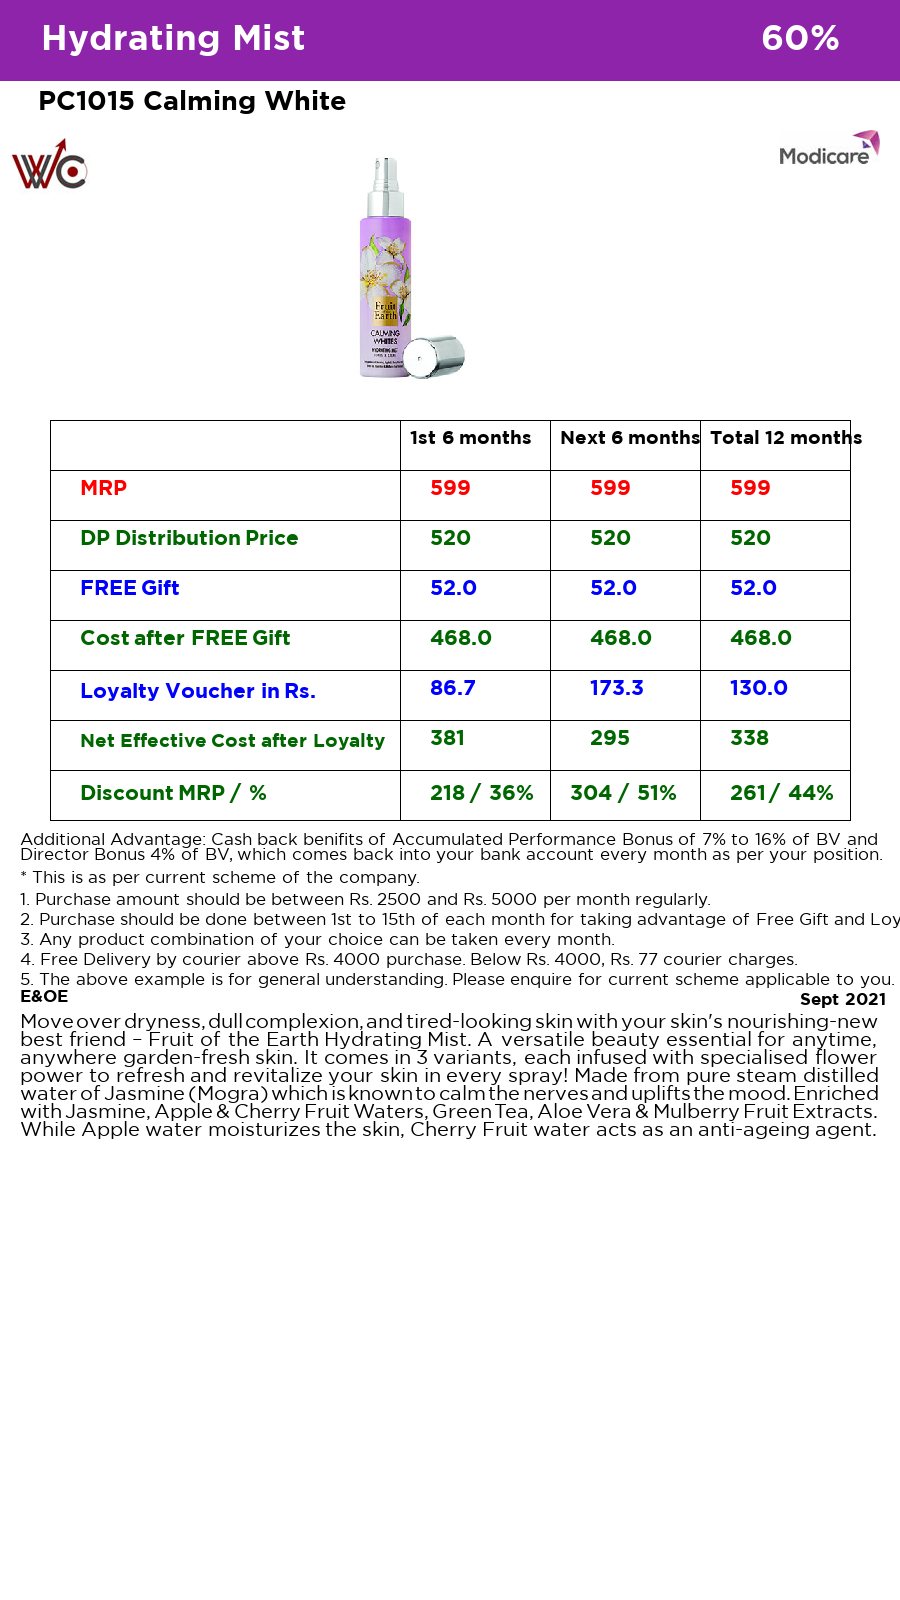 Hydrating Mist 60%
PC1015 Calming White
WC
Modicare
Fruit
Earth
CALMING
WHITES
HYDRATING MIST
1st 6 months Next 6 months Total 12 months
MRP 599 599 599
DP Distribution Price 520 520 520
FREE Gift 52.0 52.0 52.0
Cost after FREE Gift 468.0 468.0 468.0
Loyalty Voucher in Rs. 86.7 173.3 130.0
Net Effective Cost after Loyalty 381 295 338
Discount MRP / % 218 / 36% 304 / 51% 261 / 44%
Additional Advantage: Cash back benifits of Accumulated Performance Bonus of 7% to 16% of BV and
Director Bonus 4% of BV, which comes back into your bank account every month as per your position.
* This is as per current scheme of the company.
1. Purchase amount should be between Rs. 2500 and Rs. 5000 per month regularly.
2. Purchase should be done between 1st to 15th of each month for taking advantage of Free Gift and Loy
3. Any product combination of your choice can be taken every month.
4. Free Delivery by courier above Rs. 4000 purchase. Below Rs. 4000, Rs. 77 courier charges.
5. The above example is for general understanding. Please enquire for current scheme applicable to you.
E&OE Sept 2021
Move over dryness, dull complexion, and tired-looking skin with your skin's nourishing-new
best friend – Fruit of the Earth Hydrating Mist. A versatile beauty essential for anytime,
anywhere garden-fresh skin. It comes in 3 variants, each infused with specialised flower
power to refresh and revitalize your skin in every spray! Made from pure steam distilled
water of Jasmine (Mogra) which is known to calm the nerves and uplifts the mood. Enriched
with Jasmine, Apple & Cherry Fruit Waters, Green Tea, Aloe Vera & Mulberry Fruit Extracts.
While Apple water moisturizes the skin, Cherry Fruit water acts as an anti-ageing agent.